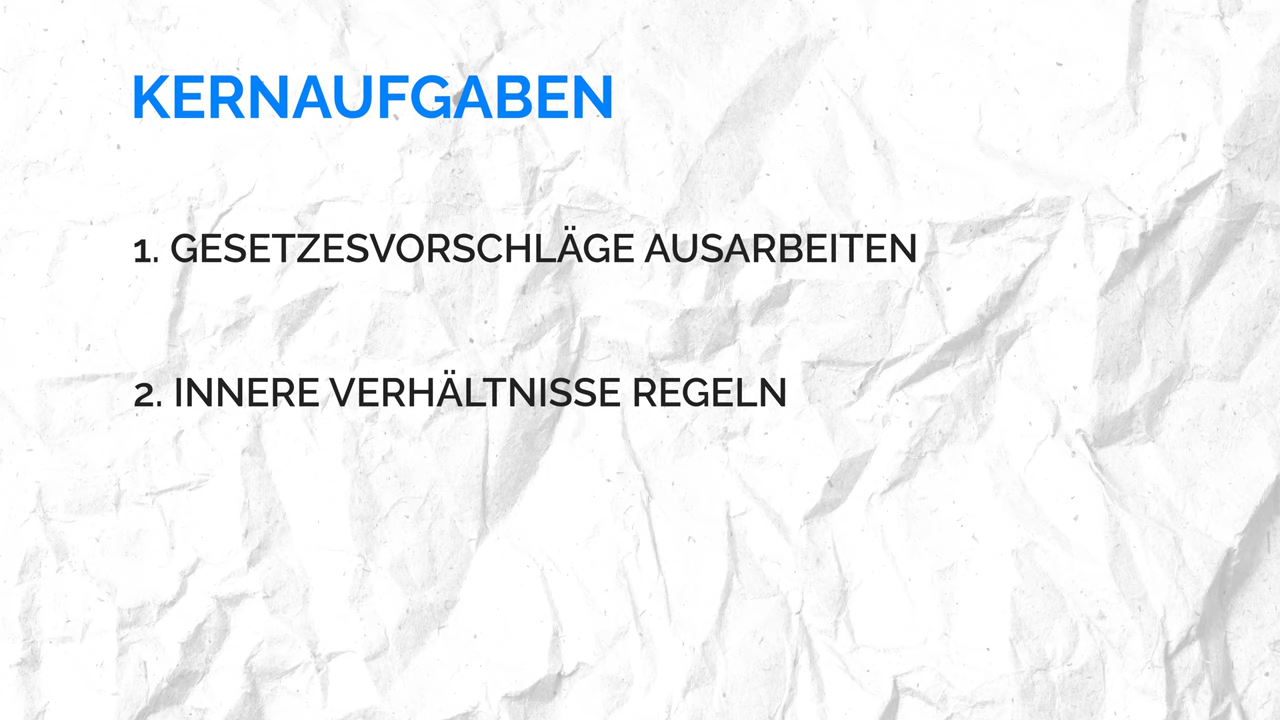 KERNAUFGABEN
1. GESETZESVORSCHLÄGE AUSARBEITEN
2. INNERE VERHÄLTNISSE REGELN